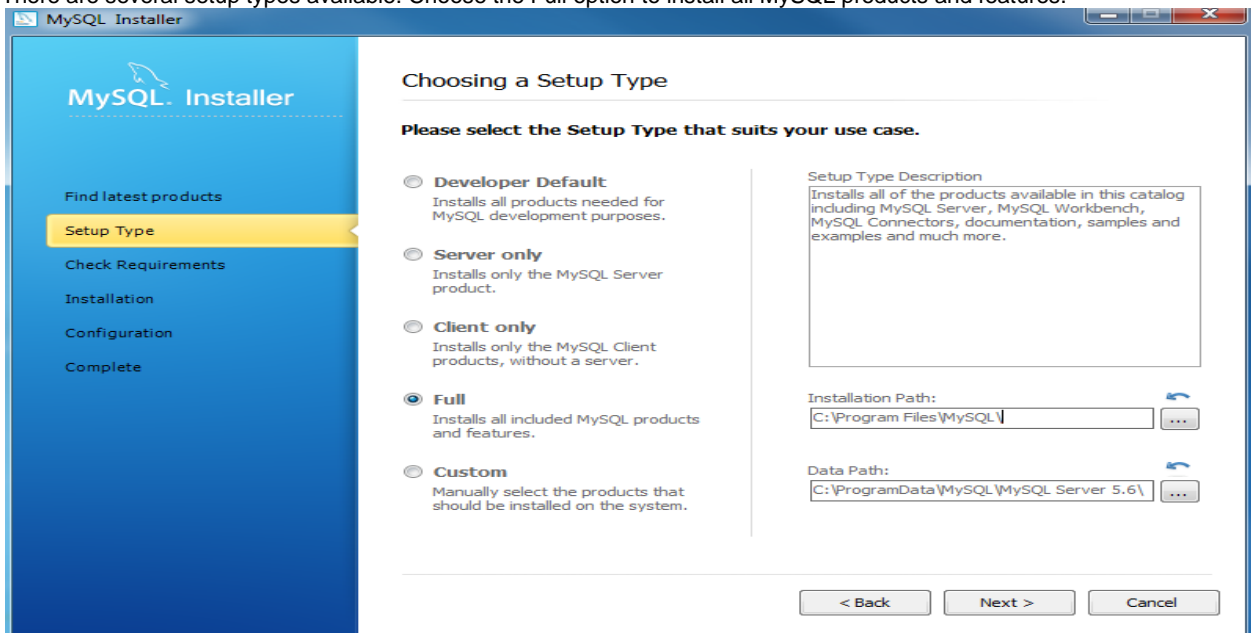 There are several setup types available. Choose the Full option to install all MySQL products and features.
MySQL Installer
MySQL. Installer
Find latest products
Setup Type
Check Requirements
Installation
Configuration
Complete
Choosing a Setup Type
Please select the Setup Type that suits your use case.
Developer Default
Installs all products needed for
MySQL development purposes.
Server only
Installs only the MySQL Server
product.
Client only
Installs only the MySQL Client
products, without a server.
Full
Installs all included MySQL products
and features.
Custom
Manually select the products that
should be installed on the system.
Setup Type Description
Installs all of the products available in this catalog
including MySQL Server, MySQL Workbench,
MySQL Connectors, documentation, samples and
examples and much more.
Installation Path:
C:\Program Files\MySQL\
...
Data Path:
C:\ProgramData\MySQL\MySQL Server 5.6\
...
< Back
Next >
Cancel